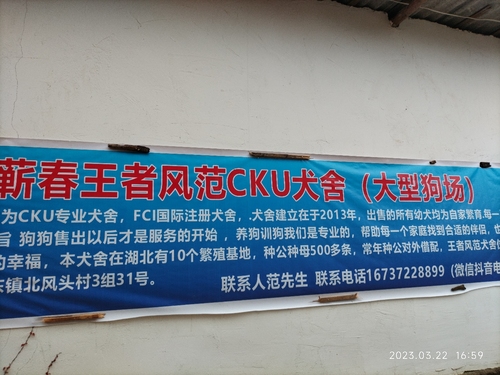 蕲春王者风范CKU犬舍（大型狗场）
为CKU专业犬舍，FCI国际注册犬舍，.犬舍建立在于2013年，出售的所有幼犬均为自家繁育.每一
旨 狗狗售出以后才是服务的开始 ，养狗训狗我们是专业的，帮助每一个家庭找到合适的伴侣，也
的幸福，本犬舍在湖北有10个繁殖基地，种公种母500多条，常年种公对外借配，王者风范犬舍
东镇北风头村3组31号。 联系人范先生 联系电话16737228899（微信抖音电
2023.03.22 16:59